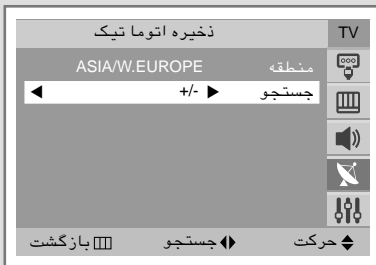 TV
ذخیره اتوما تیک
منطقه ASIA/W.EUROPE
جستجو ▶ -/+ ◀
حرکت جستجو بازگشت